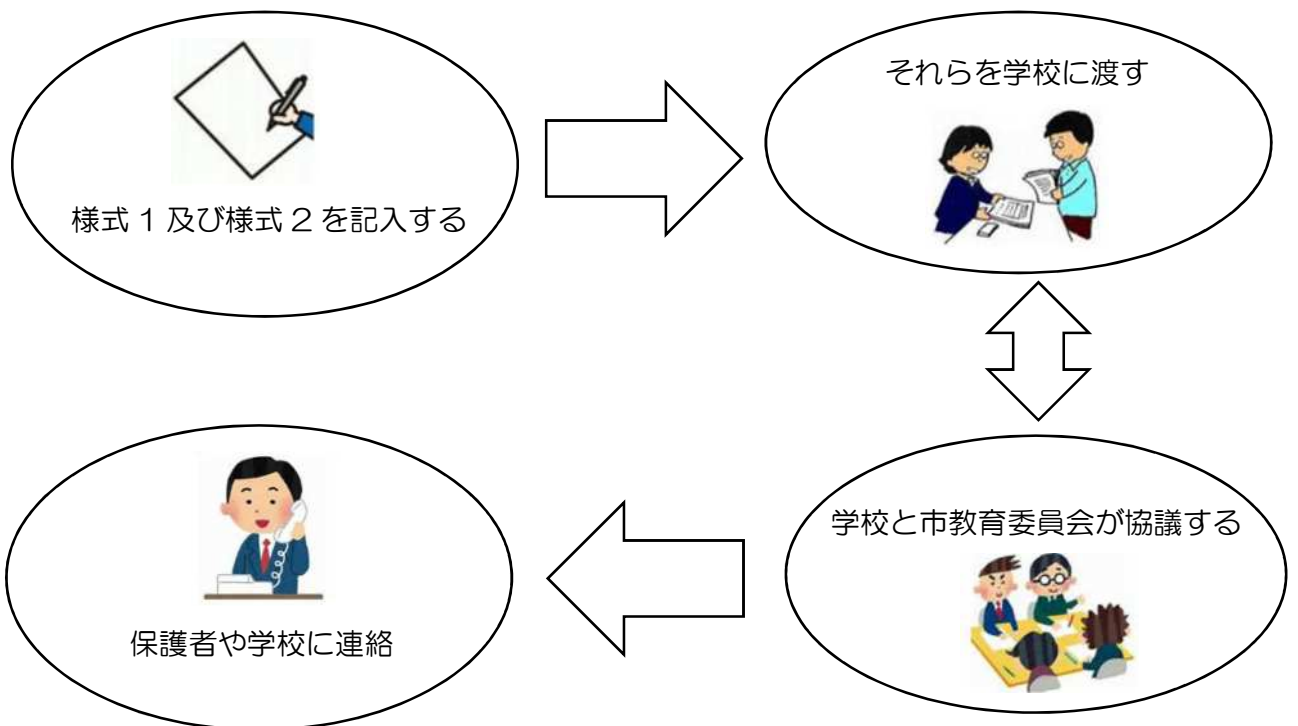 様式１及び様式２を記入する
それらを学校に渡す
学校と市教育委員会が協議する
保護者や学校に連絡